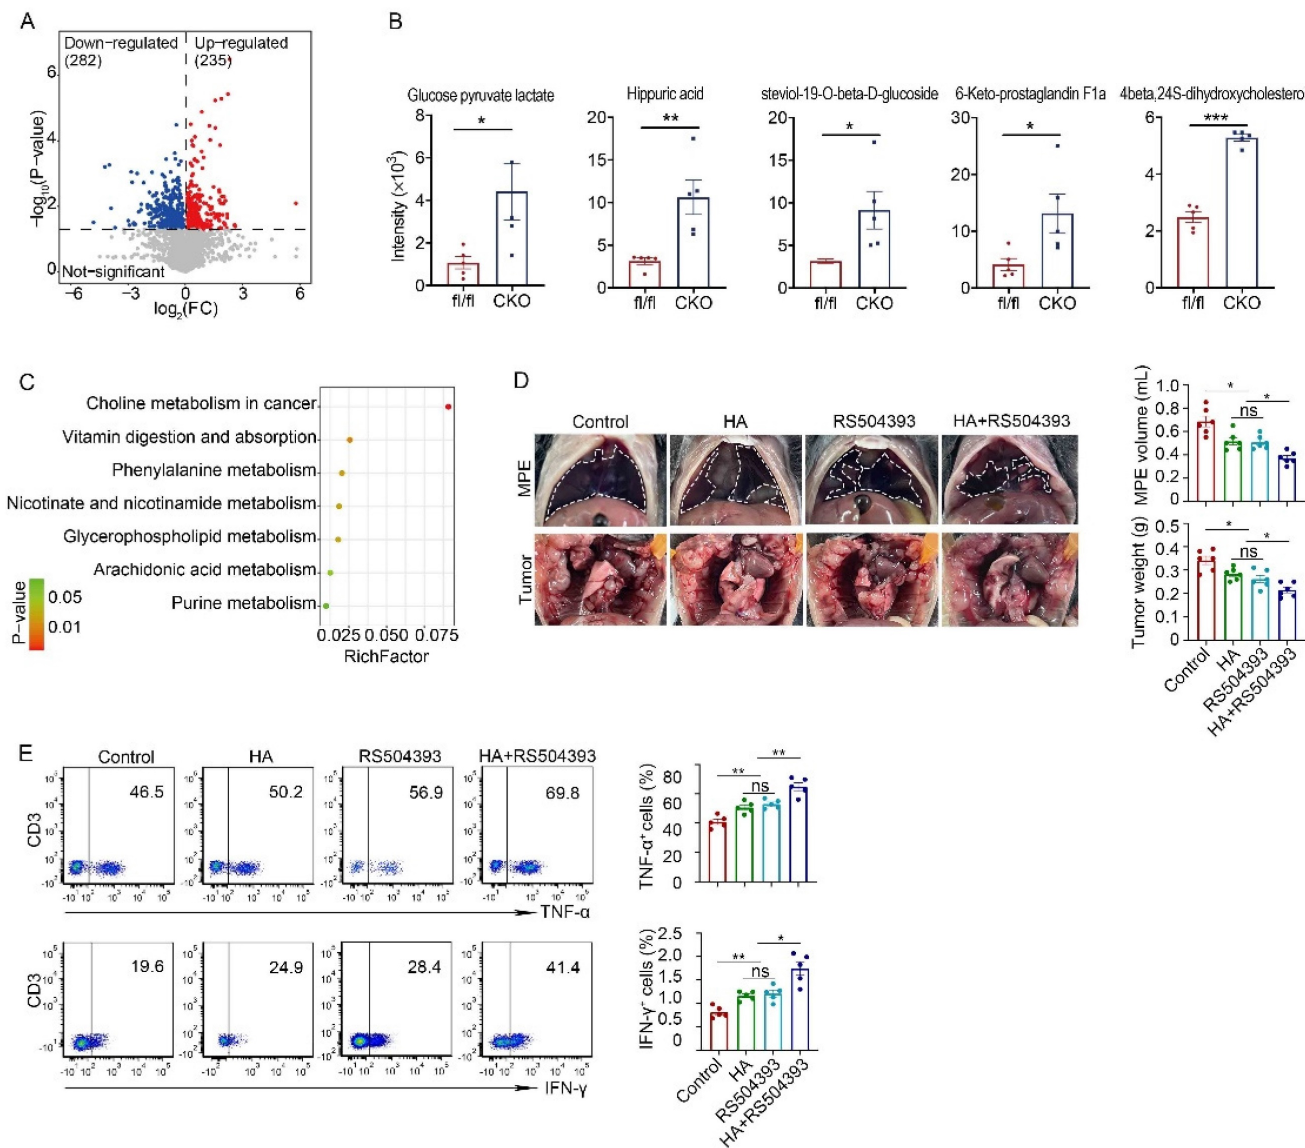 A
Down−regulated
(282)
Up−regulated
(235)
6
4
2
0
−log10(P−value)
Not−significant
−6 −3 0 3 6
log2(FC)
B
Glucose pyruvate lactate
Hippuric acid
steviol-19-O-beta-D-glucoside
6-Keto-prostaglandin F1a
4beta,24S-dihydroxycholestero
Intensity (×10³)
8
6
4
2
0
*
fl/fl CKO
20
15
10
5
0
**
fl/fl CKO
20
15
10
5
0
*
fl/fl CKO
30
20
15
10
0
*
fl/fl CKO
6
4
2
0
***
fl/fl CKO
C
Choline metabolism in cancer
Vitamin digestion and absorption
Phenylalanine metabolism
Nicotinate and nicotinamide metabolism
Glycerophospholipid metabolism
Arachidonic acid metabolism
Purine metabolism
P−value
0.05
0.01
0.025 0.050 0.075
RichFactor
D
Control HA RS504393 HA+RS504393
MPE
Tumor
MPE volume (mL)
1.0
0.8
0.6
0.4
0.2
0
* ns *
Tumor weight (g)
0.5
0.4
0.3
0.2
0.1
0
* ns *
Control
HA
RS504393
HA+RS504393
E
Control HA RS504393 HA+RS504393
CD3
46.5 50.2 56.9 69.8
TNF-α
CD3
19.6 24.9 28.4 41.4
IFN-γ
TNF-α⁺ cells (%)
80
60
40
20
0
** ns **
IFN-γ⁺ cells (%)
2.5
2.0
1.5
1.0
0.5
0
** ns *
Control
HA
RS504393
HA+RS504393